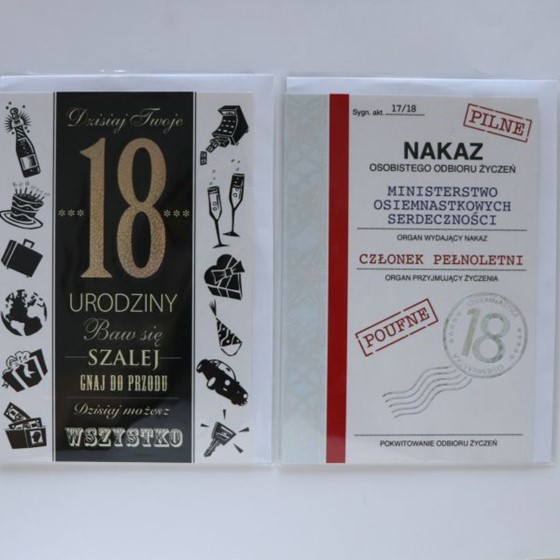 Dzisiaj Twoje
18
URODZINY
Baw się
SZALEJ
GNAJ DO PRZODU
Dzisiaj możesz
WSZYSTKO
Sygn. akt. 17/18
PILNE
NAKAZ
OSOBISTEGO ODBIORU ŻYCZEŃ
MINISTERSTWO
OSIEMNASTKOWYCH
SERDECZNOŚCI
ORGAN WYDAJĄCY NAKAZ
CZŁONEK PEŁNOLETNI
ORGAN PRZYJMUJĄCY ŻYCZENIA
POUFNE
18
POKWITOWANIE ODBIORU ŻYCZEŃ